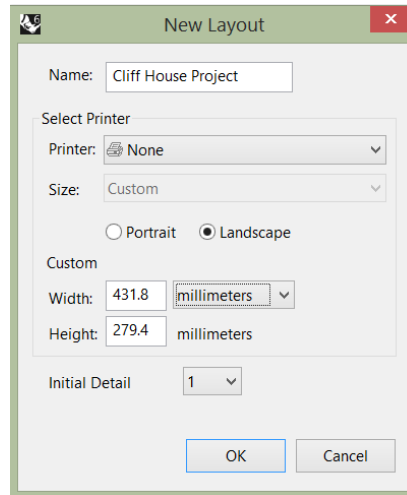 New Layout
Name: Cliff House Project
Select Printer
Printer: None
Size: Custom
Portrait Landscape
Custom
Width: 431.8 millimeters
Height: 279.4 millimeters
Initial Detail 1
OK Cancel